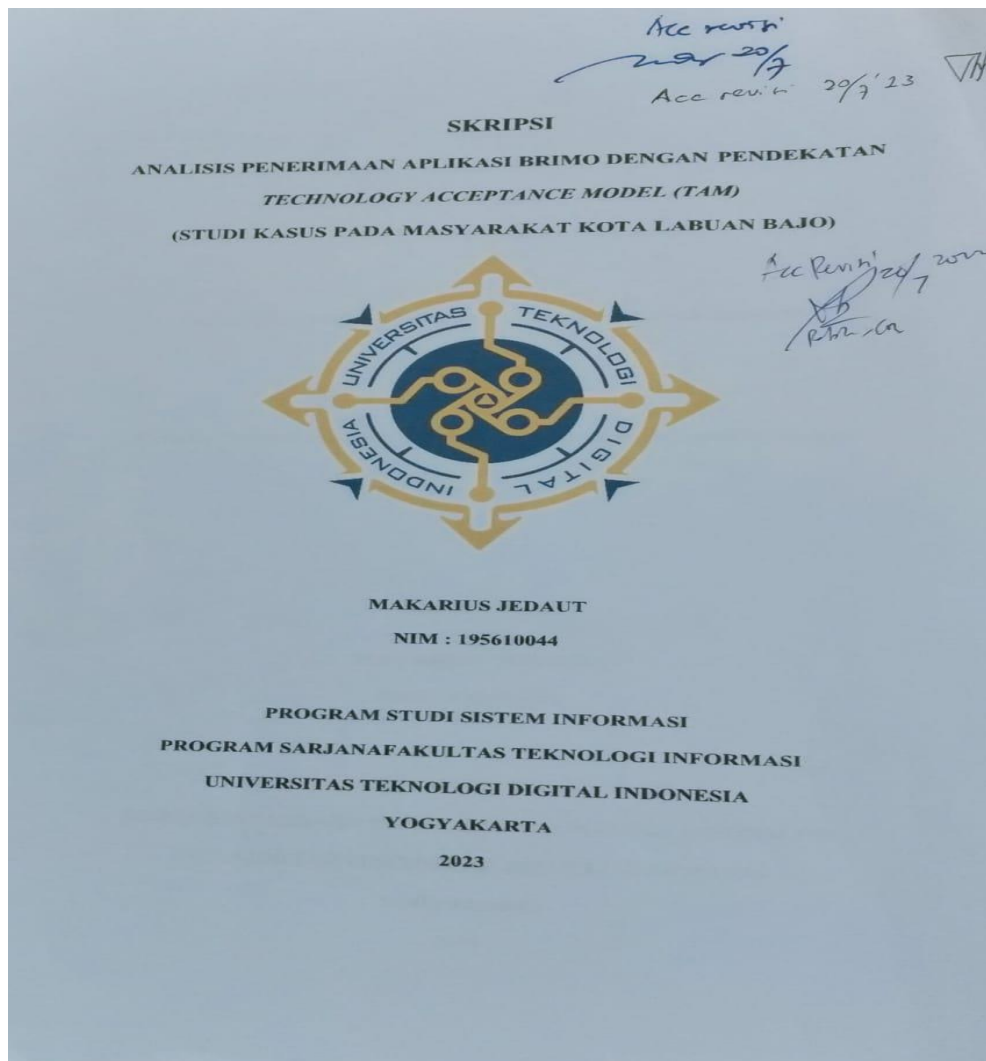 Acc revisi
20/7
Acc revisi 20/7'23
SKRIPSI
ANALISIS PENERIMAAN APLIKASI BRIMO DENGAN PENDEKATAN
TECHNOLOGY ACCEPTANCE MODEL (TAM)
(STUDI KASUS PADA MASYARAKAT KOTA LABUAN BAJO)
Acc Revisi 20/7
UNIVERSITAS TEKNOLOGI DIGITAL INDONESIA
MAKARIUS JEDAUT
NIM : 195610044
PROGRAM STUDI SISTEM INFORMASI
PROGRAM SARJANAFAKULTAS TEKNOLOGI INFORMASI
UNIVERSITAS TEKNOLOGI DIGITAL INDONESIA
YOGYAKARTA
2023